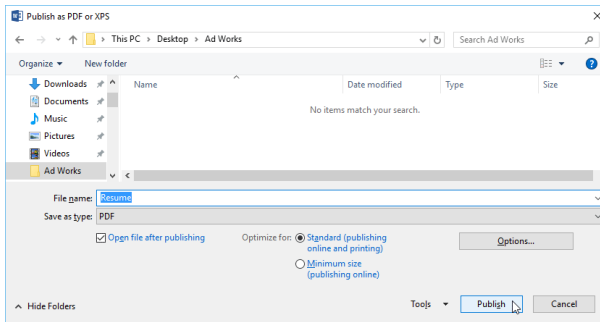 Publish as PDF or XPS
This PC > Desktop > Ad Works
Search Ad Works
Organize
New folder
Name
Date modified
Type
Size
Downloads
Documents
Music
Pictures
Videos
Ad Works
No items match your search.
File name: Resume
Save as type: PDF
Open file after publishing
Optimize for:
Standard (publishing
online and printing)
Minimum size
(publishing online)
Options...
Hide Folders
Tools
Publish
Cancel